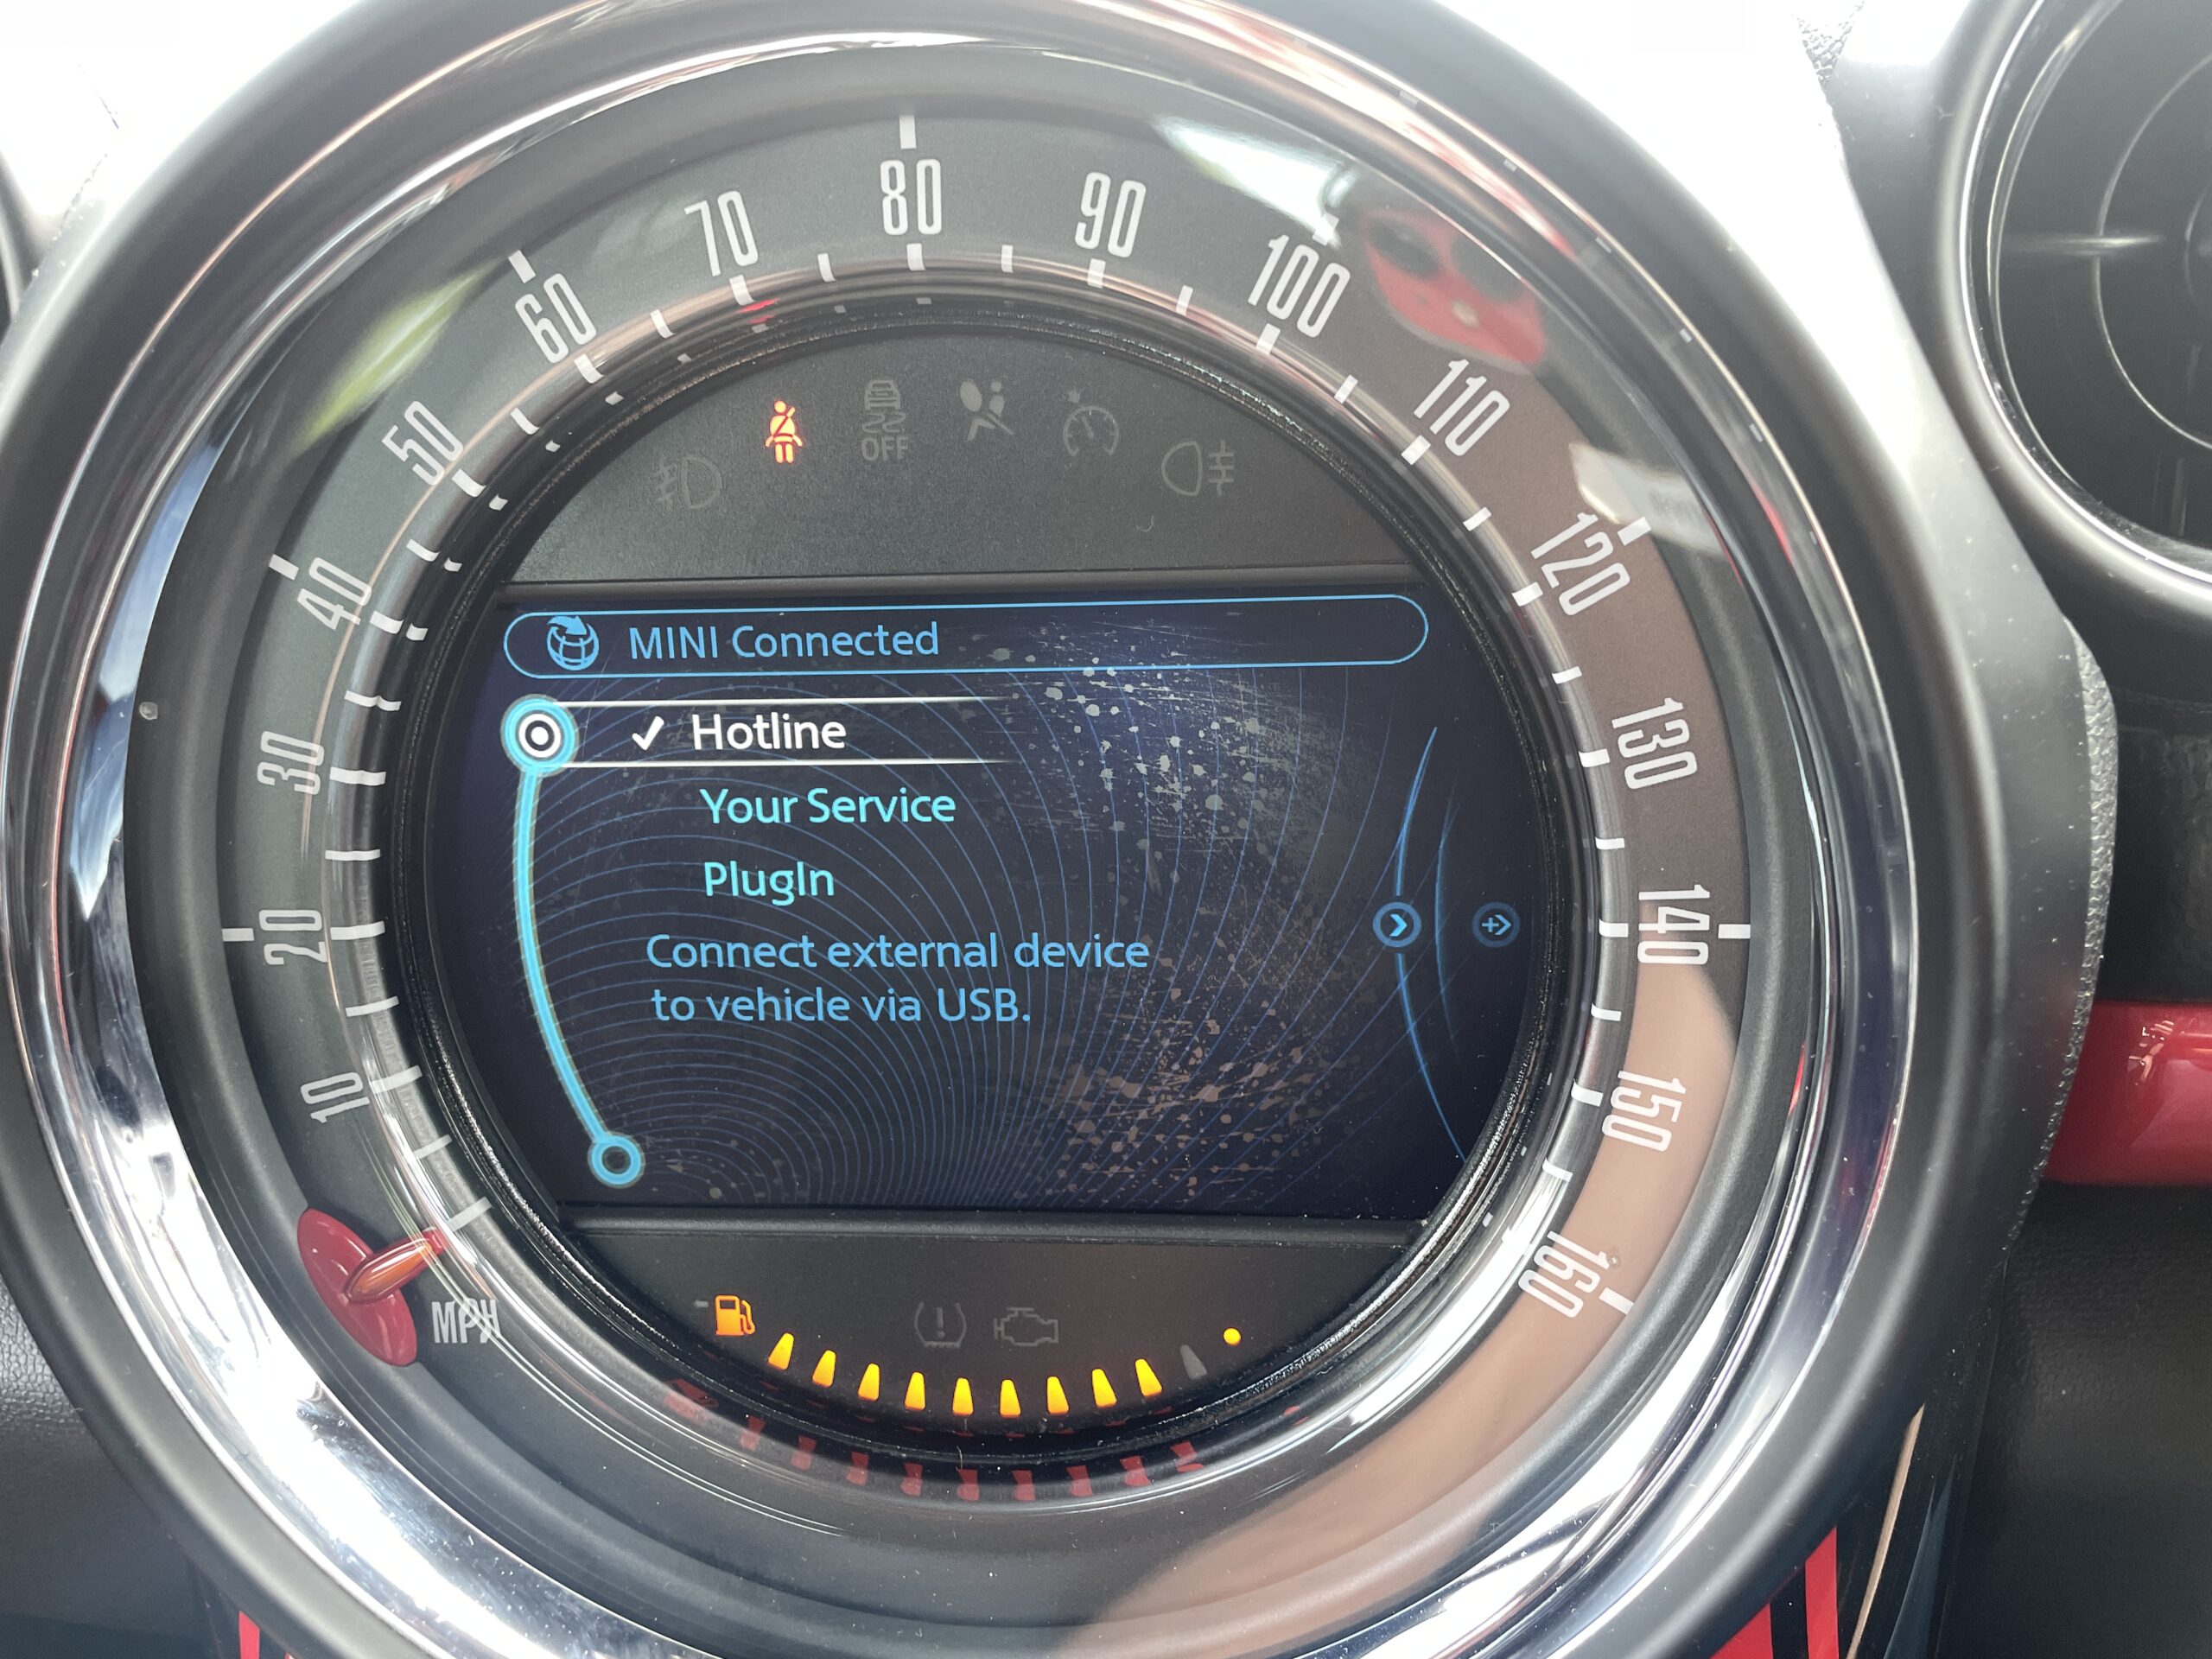 80
70
90
60
100
50
110
OFF
40
120
MINI Connected
Hotline
30
130
Your Service
PlugIn
20
140
Connect external device
to vehicle via USB.
10
150
160
MPH